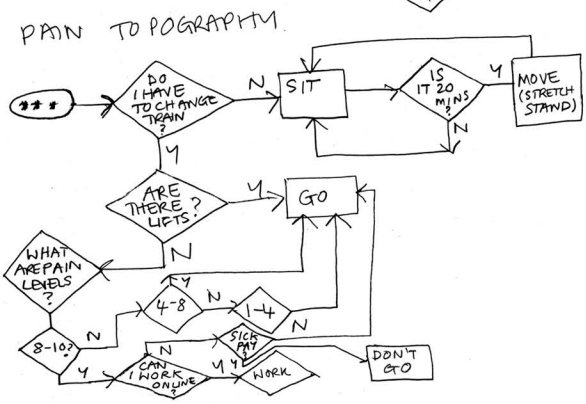 PAIN TOPOGRAPHY
***
DO
I HAVE
TO CHANGE
TRAIN
?
N
SIT
IS
IT 20
MINS
?
Y
MOVE
(STRETCH
STAND)
N
Y
ARE
THERE
LIFTS?
Y
GO
N
WHAT
ARE PAIN
LEVELS
?
8-10?
N
4-8
Y
N
1-4
Y
CAN
I WORK
ONLINE
?
N
SICK
PAY
?
N
Y
Y
WORK
DON'T
GO